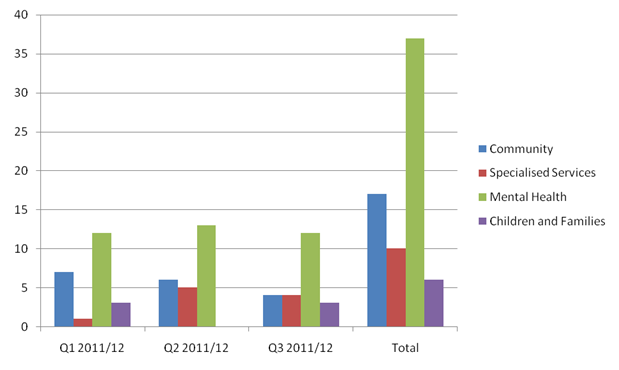 40
35
30
25
20
15
10
5
0
Q1 2011/12 Q2 2011/12 Q3 2011/12 Total
Community
Specialised Services
Mental Health
Children and Families